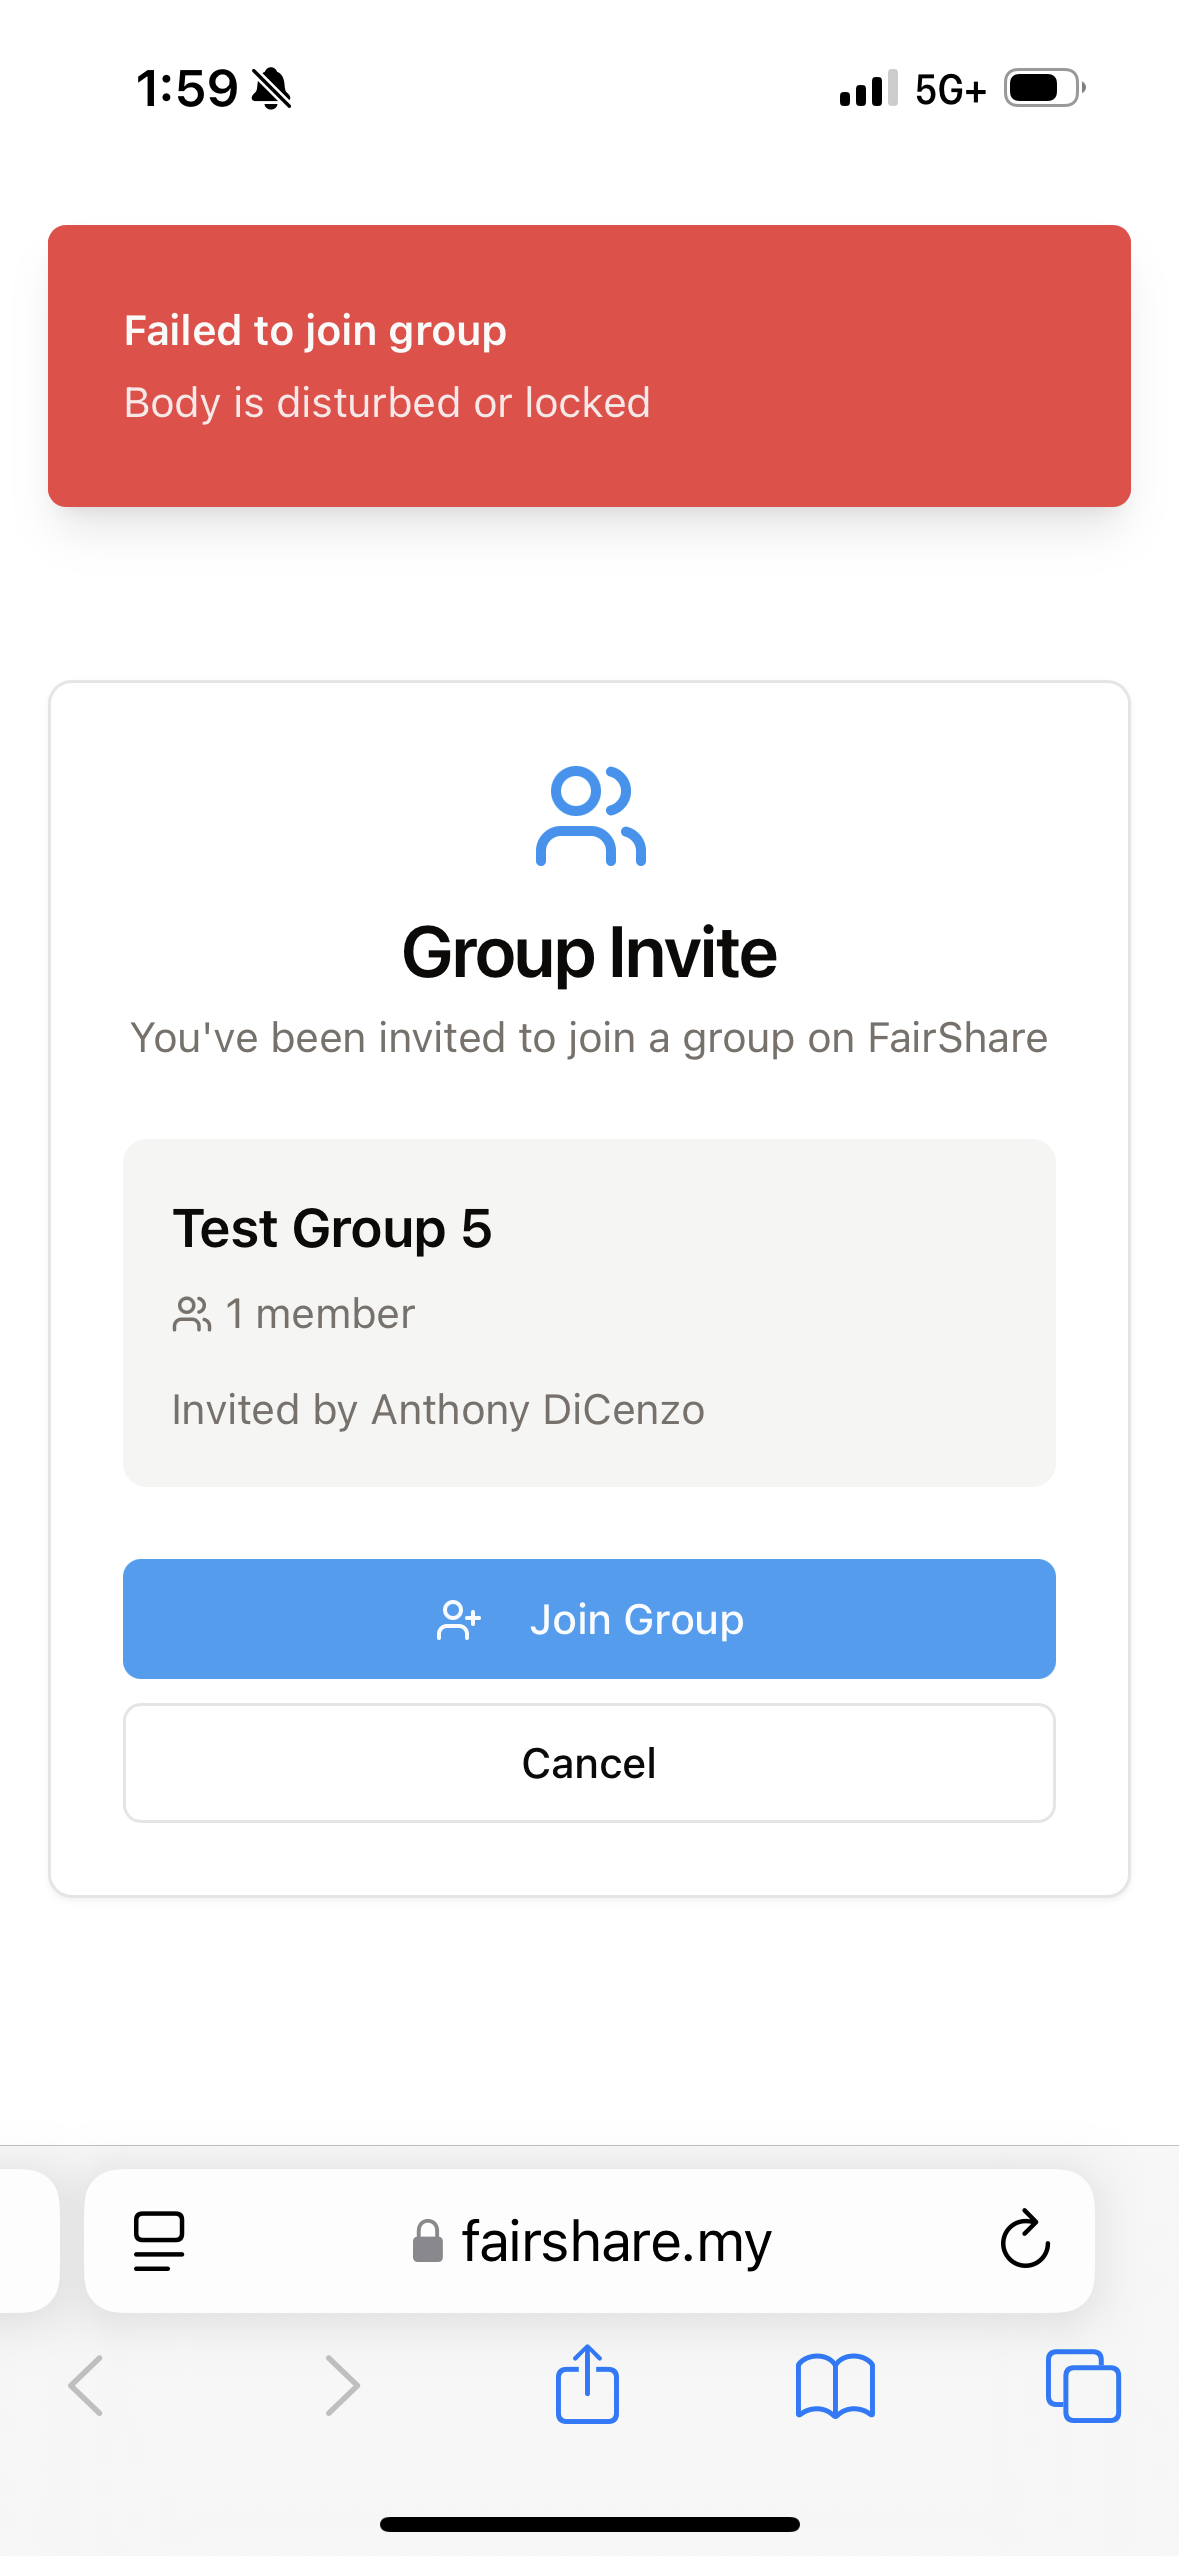 1:59
5G+
Failed to join group
Body is disturbed or locked
Group Invite
You've been invited to join a group on FairShare
Test Group 5
1 member
Invited by Anthony DiCenzo
Join Group
Cancel
fairshare.my